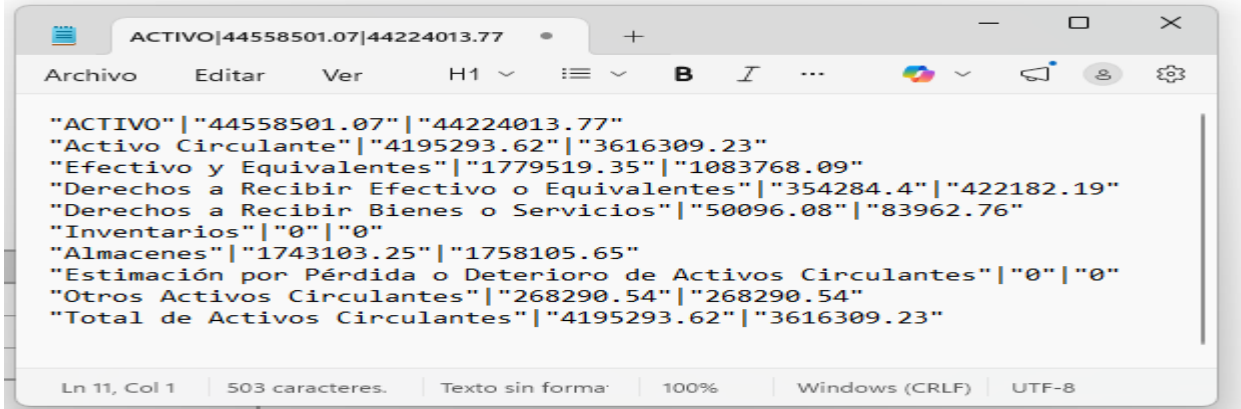 ACTIVO|44558501.07|44224013.77
Archivo Editar Ver H1 B I ...
"ACTIVO"|"44558501.07"|"44224013.77"
"Activo Circulante"|"4195293.62"|"3616309.23"
"Efectivo y Equivalentes"|"1779519.35"|"1083768.09"
"Derechos a Recibir Efectivo o Equivalentes"|"354284.4"|"422182.19"
"Derechos a Recibir Bienes o Servicios"|"50096.08"|"83962.76"
"Inventarios"|"0"|"0"
"Almacenes"|"1743103.25"|"1758105.65"
"Estimación por Pérdida o Deterioro de Activos Circulantes"|"0"|"0"
"Otros Activos Circulantes"|"268290.54"|"268290.54"
"Total de Activos Circulantes"|"4195293.62"|"3616309.23"
Ln 11, Col 1 503 caracteres. Texto sin forma 100% Windows (CRLF) UTF-8